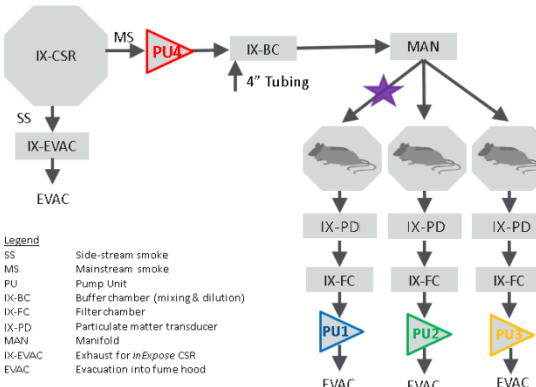 IX-CSR
MS
PU4
IX-BC
MAN
4” Tubing
SS
IX-EVAC
EVAC
IX-PD IX-PD IX-PD
IX-FC IX-FC IX-FC
PU1 PU2 PU3
EVAC EVAC EVAC
Legend
SS Side-stream smoke
MS Mainstream smoke
PU Pump Unit
IX-BC Buffer chamber (mixing & dilution)
IX-FC Filter chamber
IX-PD Particulate matter transducer
MAN Manifold
IX-EVAC Exhaust for inExpose CSR
EVAC Evacuation into fume hood